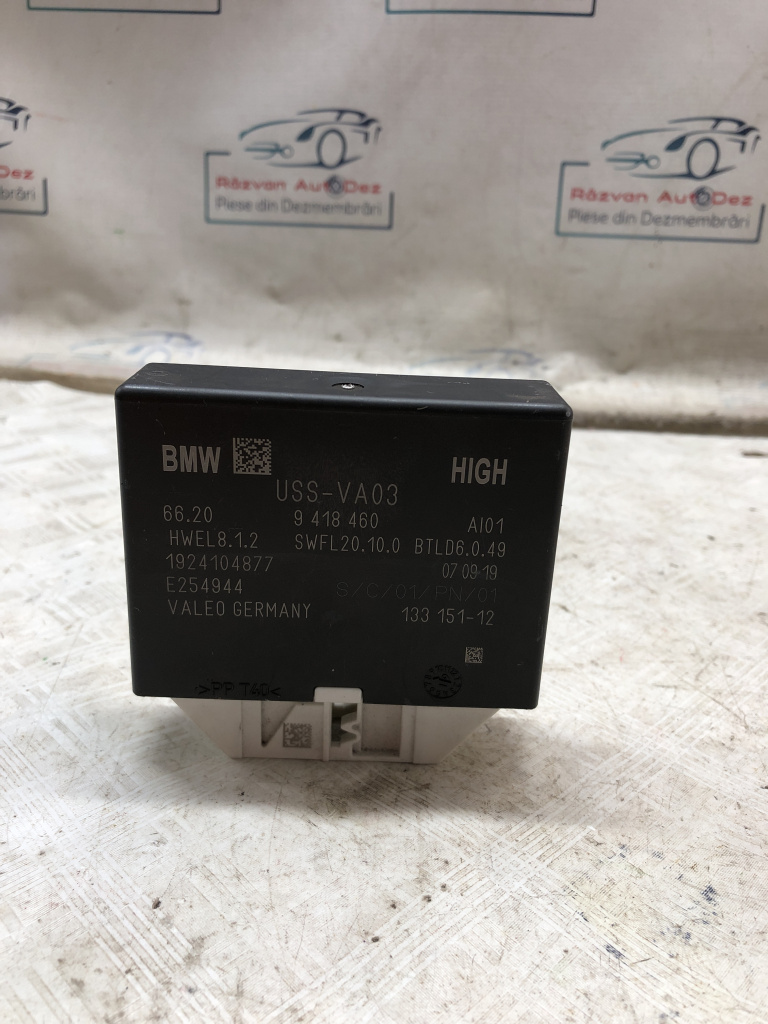 Răzvan AutoDez
Piese din Dezmembrări
Răzvan AutoDez
Piese din Dezmembrări
BMW HIGH
USS-VA03
66.20 9 418 460 AI01
HWEL8.1.2 SWFL20.10.0 BTLD6.0.49
1924104877 07 09 19
E254944 S/C/01/PN/01
VALEO GERMANY 133 151-12
>PP T40<